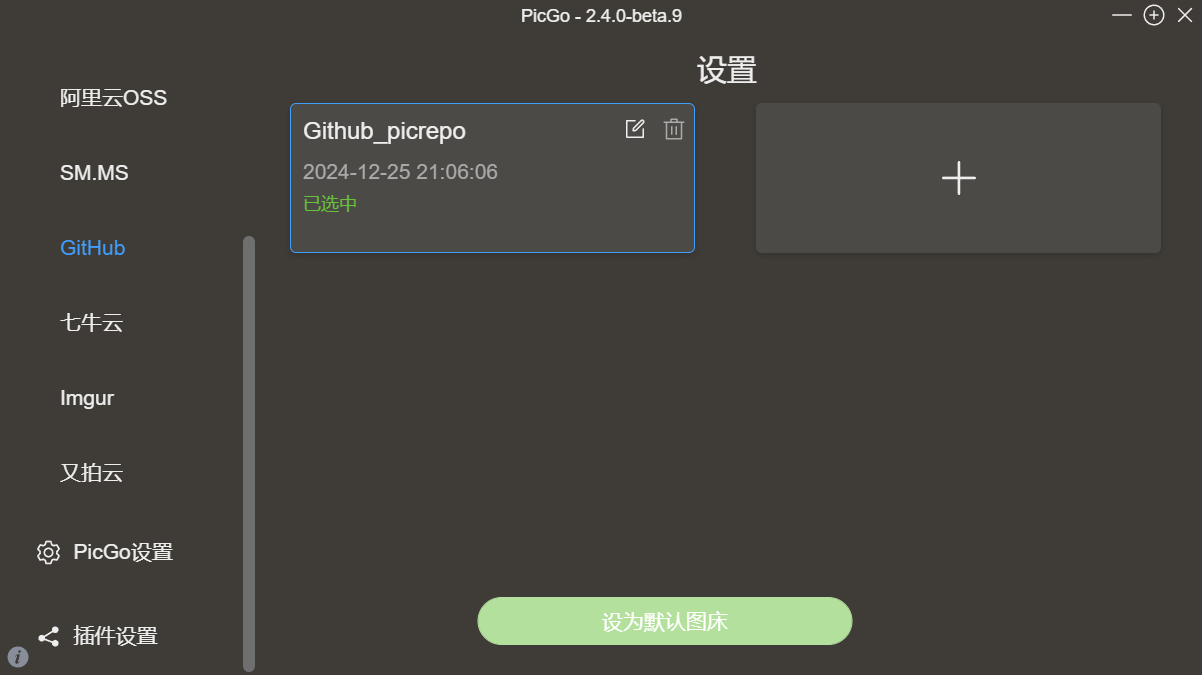 PicGo - 2.4.0-beta.9
设置
阿里云OSS
SM.MS
GitHub
七牛云
Imgur
又拍云
PicGo设置
插件设置
Github_picrepo
2024-12-25 21:06:06
已选中
设为默认图床